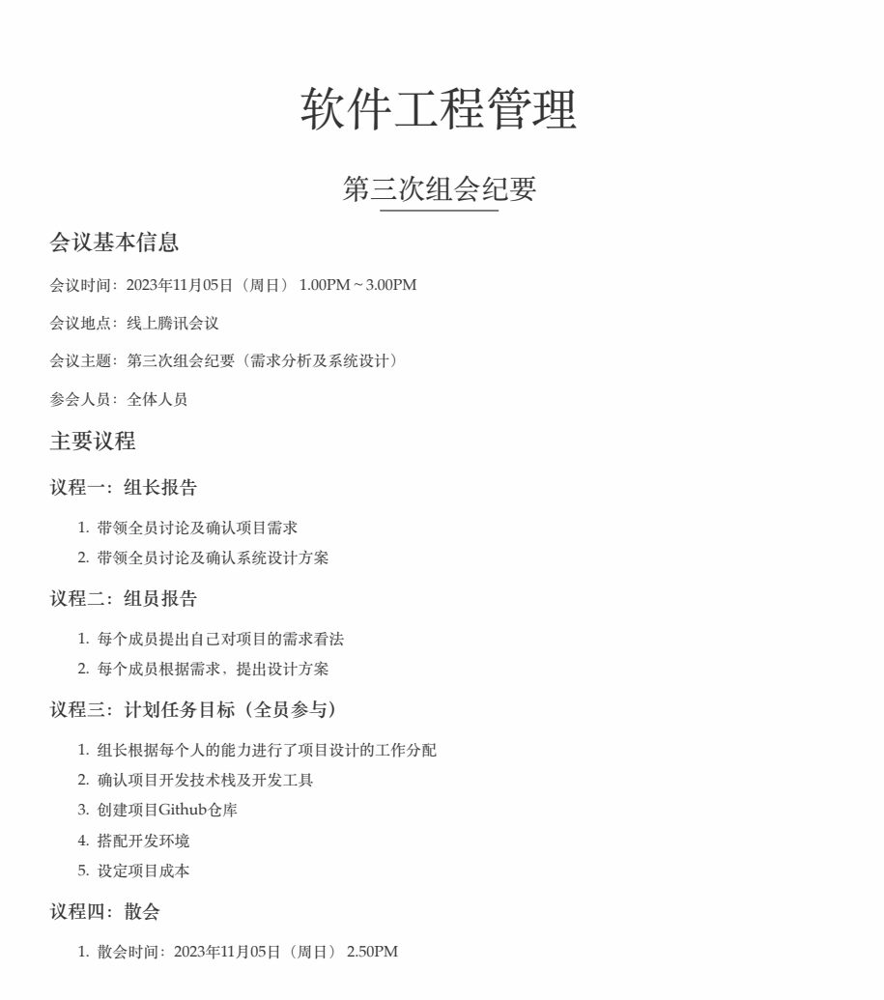 软件工程管理
第三次组会纪要
会议基本信息
会议时间：2023年11月05日（周日） 1.00PM ~ 3.00PM
会议地点：线上腾讯会议
会议主题：第三次组会纪要（需求分析及系统设计）
参会人员：全体人员
主要议程
议程一：组长报告
1. 带领全员讨论及确认项目需求
2. 带领全员讨论及确认系统设计方案
议程二：组员报告
1. 每个成员提出自己对项目的需求看法
2. 每个成员根据需求，提出设计方案
议程三：计划任务目标（全员参与）
1. 组长根据每个人的能力进行了项目设计的工作分配
2. 确认项目开发技术栈及开发工具
3. 创建项目Github仓库
4. 搭配开发环境
5. 设定项目成本
议程四：散会
1. 散会时间：2023年11月05日（周日） 2.50PM